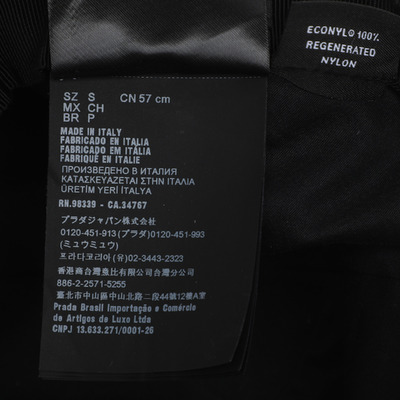 SZ S CN 57 cm
MX CH
BR P
MADE IN ITALY
FABRICADO EN ITALIA
FABRICADO EM ITÁLIA
FABRIQUÉ EN ITALIE
ПРОИЗВЕДЕНО В ИТАЛИЯ
ΚΑΤΑΣΚΕΥΑΖΕΤΑΙ ΣΤΗΝ ΙΤΑΛΙΑ
ÜRETİM YERİ İTALYA
RN.98339 - CA.34767
プラダジャパン株式会社
0120-451-913 (プラダ) 0120-451-993
(ミュウミュウ)
프라다코리아 (유) 02-3443-2323
香港商台灣壹比有限公司台灣分公司
886-2-2571-5255
臺北市中山區中山北路二段44號12樓A室
Prada Brasil Importação e Comércio
de Artigos de Luxo Ltda
CNPJ 13.633.271/0001-26
ECONYL® 100%
REGENERATED
NYLON